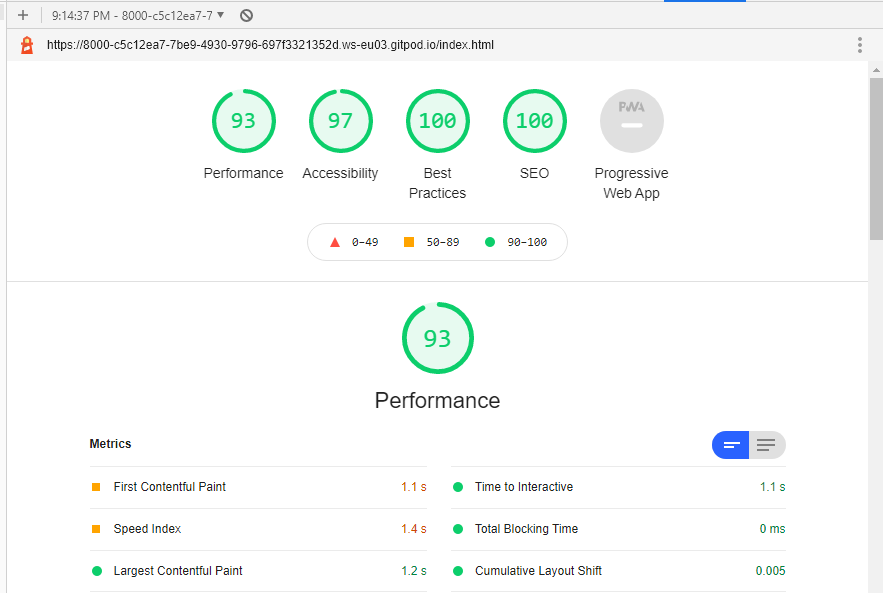 9:14:37 PM - 8000-c5c12ea7-7
https://8000-c5c12ea7-7be9-4930-9796-697f3321352d.ws-eu03.gitpod.io/index.html
93 97 100 100 PWA
Performance Accessibility Best Practices SEO Progressive Web App
0–49 50–89 90–100
93
Performance
Metrics
First Contentful Paint 1.1 s Time to Interactive 1.1 s
Speed Index 1.4 s Total Blocking Time 0 ms
Largest Contentful Paint 1.2 s Cumulative Layout Shift 0.005